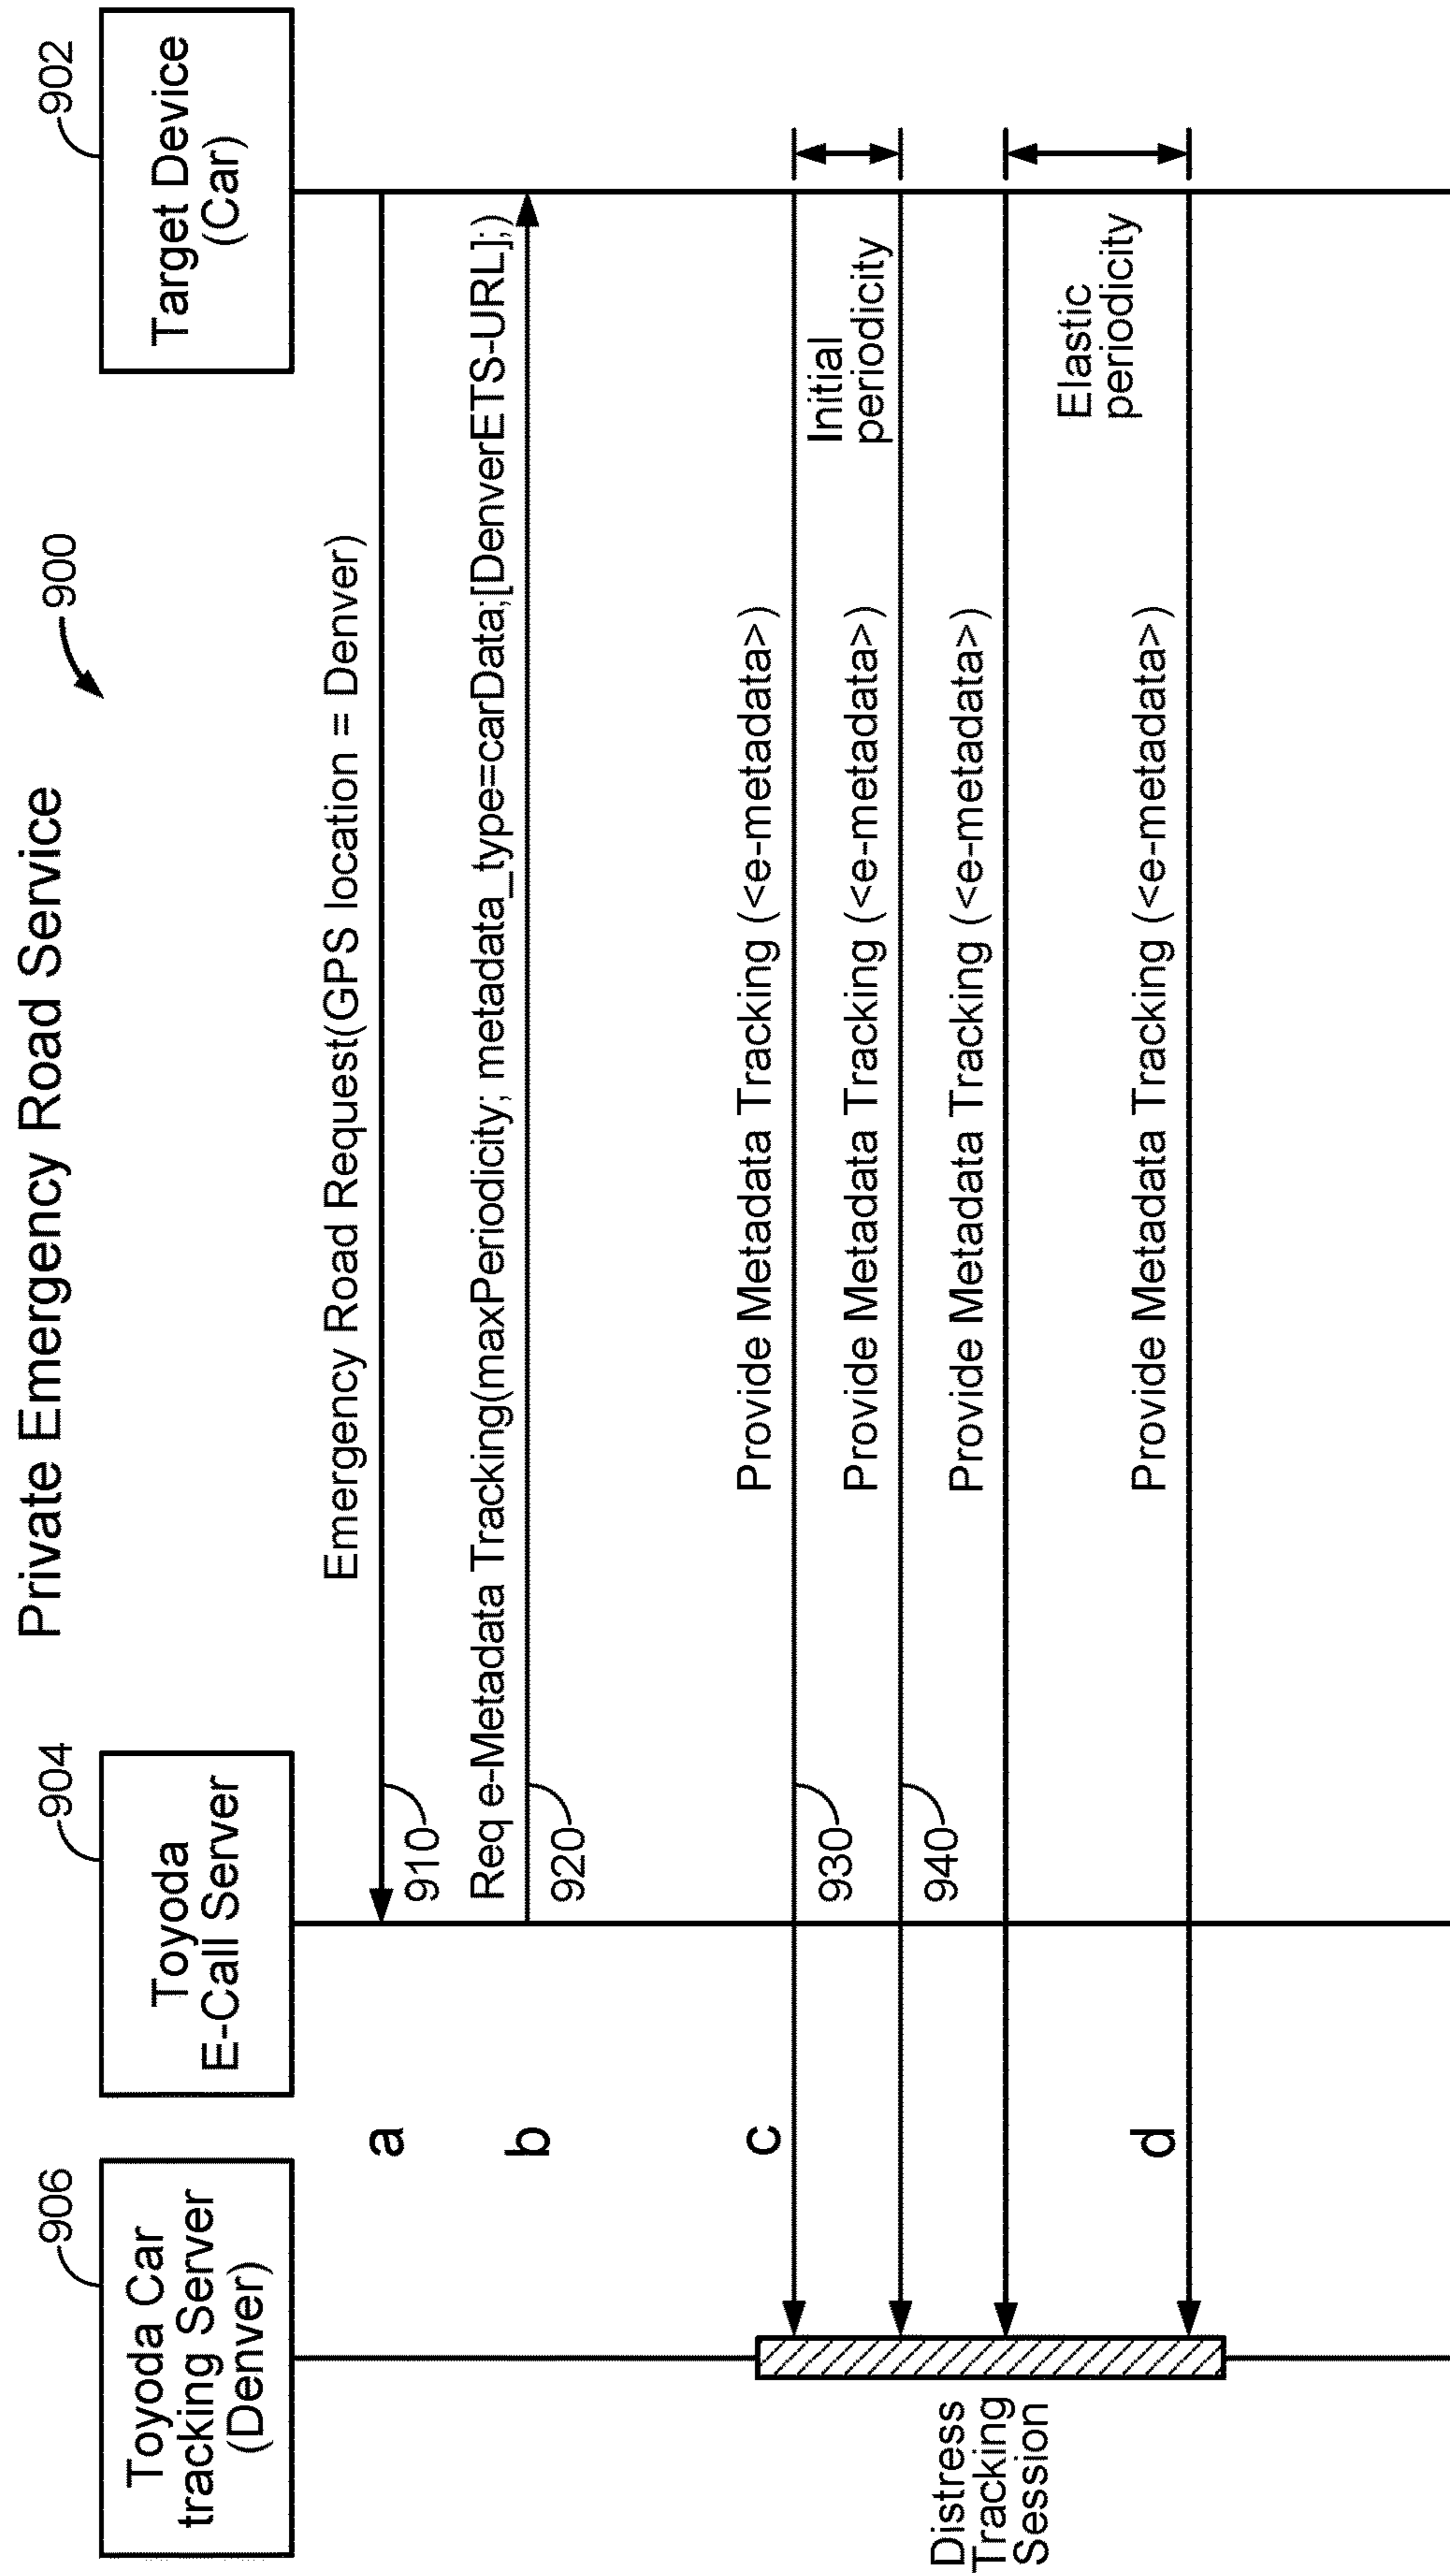 Private Emergency Road Service
900
906
Toyoda Car
tracking Server
(Denver)
904
Toyoda
E-Call Server
902
Target Device
(Car)
a
Emergency Road Request(GPS location = Denver)
910
b
Req e-Metadata Tracking(maxPeriodicity; metadata_type=carData;[DenverETS-URL];)
920
c
Provide Metadata Tracking (<e-metadata>)
930
Initial
periodicity
Provide Metadata Tracking (<e-metadata>)
940
Distress
Tracking
Session
Provide Metadata Tracking (<e-metadata>)
Elastic
periodicity
d
Provide Metadata Tracking (<e-metadata>)